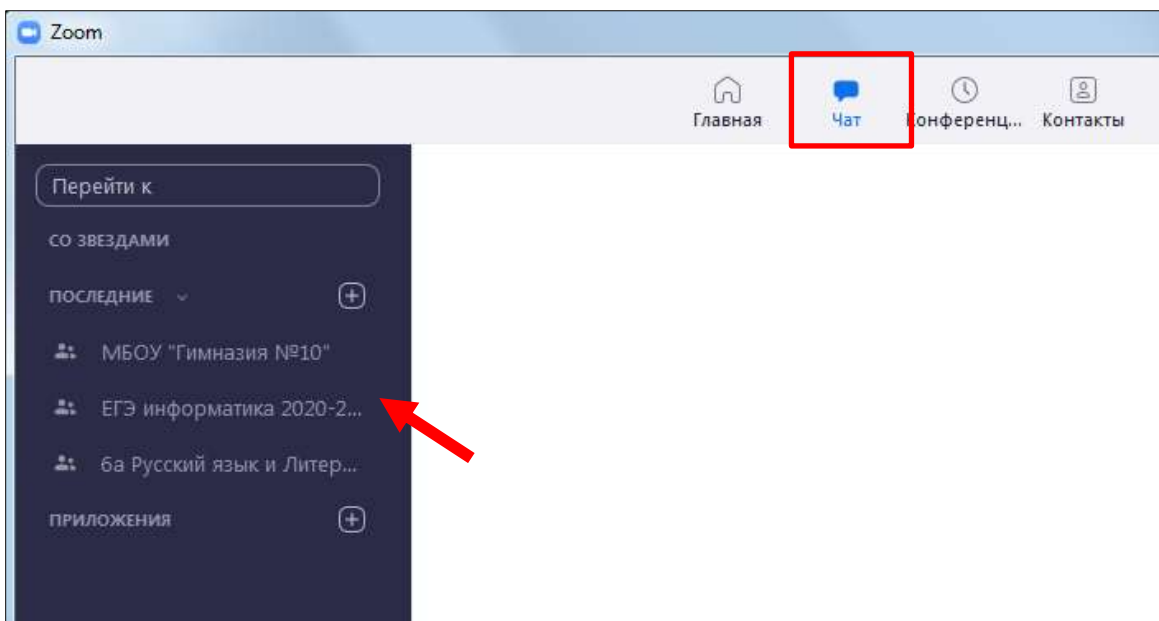 Zoom
Главная
Чат
Конференц...
Контакты
Перейти к
СО ЗВЕЗДАМИ
ПОСЛЕДНИЕ
МБОУ "Гимназия №10"
ЕГЭ информатика 2020-2...
6а Русский язык и Литер...
ПРИЛОЖЕНИЯ